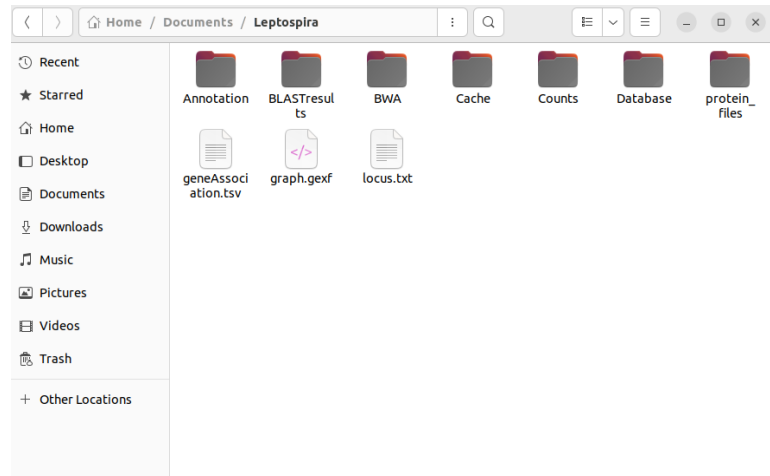 Home / Documents / Leptospira
Recent
Starred
Home
Desktop
Documents
Downloads
Music
Pictures
Videos
Trash
+ Other Locations
Annotation
BLASTresul
ts
BWA
Cache
Counts
Database
protein_
files
geneAssoci
ation.tsv
</>
graph.gexf
locus.txt